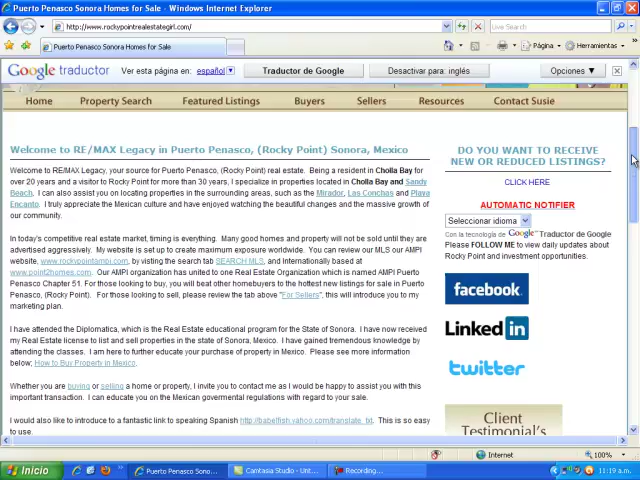 Puerto Penasco Sonora Homes for Sale - Windows Internet Explorer
http://www.rockypointrealestategirl.com/
Live Search
Puerto Penasco Sonora Homes for Sale
Página
Herramientas
Google traductor
Ver esta página en: español
Traductor de Google
Desactivar para: inglés
Opciones ▼
Home
Property Search
Featured Listings
Buyers
Sellers
Resources
Contact Susie
Welcome to RE/MAX Legacy in Puerto Penasco, (Rocky Point) Sonora, Mexico
Welcome to RE/MAX Legacy, your source for Puerto Penasco, (Rocky Point) real estate. Being a resident in Cholla Bay for
over 20 years and a visitor to Rocky Point for more than 30 years, I specialize in properties located in Cholla Bay and Sandy
Beach. I can also assist you on locating properties in the surrounding areas, such as the Mirador, Las Conchas and Playa
Encanto. I truly appreciate the Mexican culture and have enjoyed watching the beautiful changes and the massive growth of
our community.
In today's competitive real estate market, timing is everything. Many good homes and property will not be sold until they are
advertised aggressively. My website is set up to create maximum exposure worldwide. You can review our MLS our AMPI
website, www.rockypointampi.com, by visiting the search tab SEARCH MLS, and Internationally based at
www.point2homes.com. Our AMPI organization has united to one Real Estate Organization which is named AMPI Puerto
Penasco Chapter 51. For those looking to buy, you will beat other homebuyers to the hottest new listings for sale in Puerto
Penasco, (Rocky Point). For those looking to sell, please review the tab above "For Sellers", this will introduce you to my
marketing plan.
I have attended the Diplomatica, which is the Real Estate educational program for the State of Sonora. I have now received
my Real Estate license to list and sell properties in the state of Sonora, Mexico. I have gained tremendous knowledge by
attending the classes. I am here to further educate your purchase of property in Mexico. Please see more information
below; How to Buy Property in Mexico.
Whether you are buying or selling a home or property, I invite you to contact me as I would be happy to assist you with this
important transaction. I can educate you on the Mexican governmental regulations with regard to your sale.
I would also like to introduce to a fantastic link to speaking Spanish http://babelfish.yahoo.com/translate_txt. This is so easy
to use.
DO YOU WANT TO RECEIVE
NEW OR REDUCED LISTINGS?
CLICK HERE
AUTOMATIC NOTIFIER
Seleccionar idioma
Con la tecnología de Google Traductor de Google
Please FOLLOW ME to view daily updates about
Rocky Point and investment opportunities.
facebook
Linked in
twitter
Client
Testimonial's
Internet
100%
Inicio
Puerto Penasco Sono...
Camtasia Studio - Unt...
Recording...
11:19 a.m.